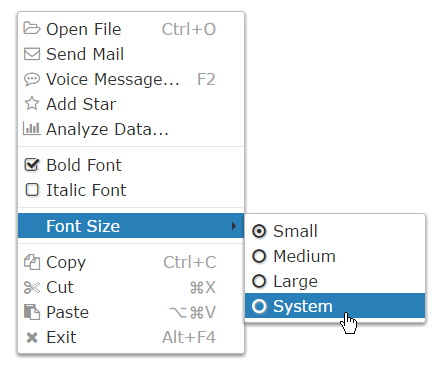 Open File Ctrl+O
Send Mail
Voice Message... F2
Add Star
Analyze Data...
Bold Font
Italic Font
Font Size
Small
Medium
Large
System
Copy Ctrl+C
Cut ⌘X
Paste ⌥⌘V
Exit Alt+F4